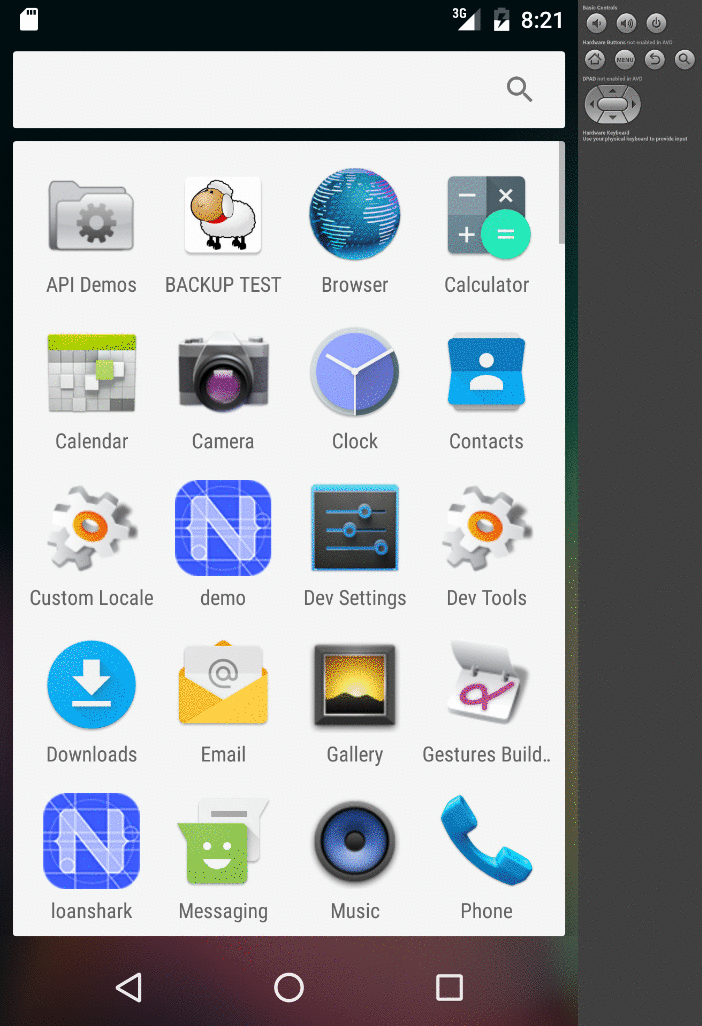 3G 8:21
Basic Controls
Hardware Buttons not enabled in AVD
MENU
DPAD not enabled in AVD
Hardware Keyboard
Use your physical keyboard to provide input
API Demos BACKUP TEST Browser Calculator
Calendar Camera Clock Contacts
Custom Locale demo Dev Settings Dev Tools
Downloads Email Gallery Gestures Build..
loanshark Messaging Music Phone